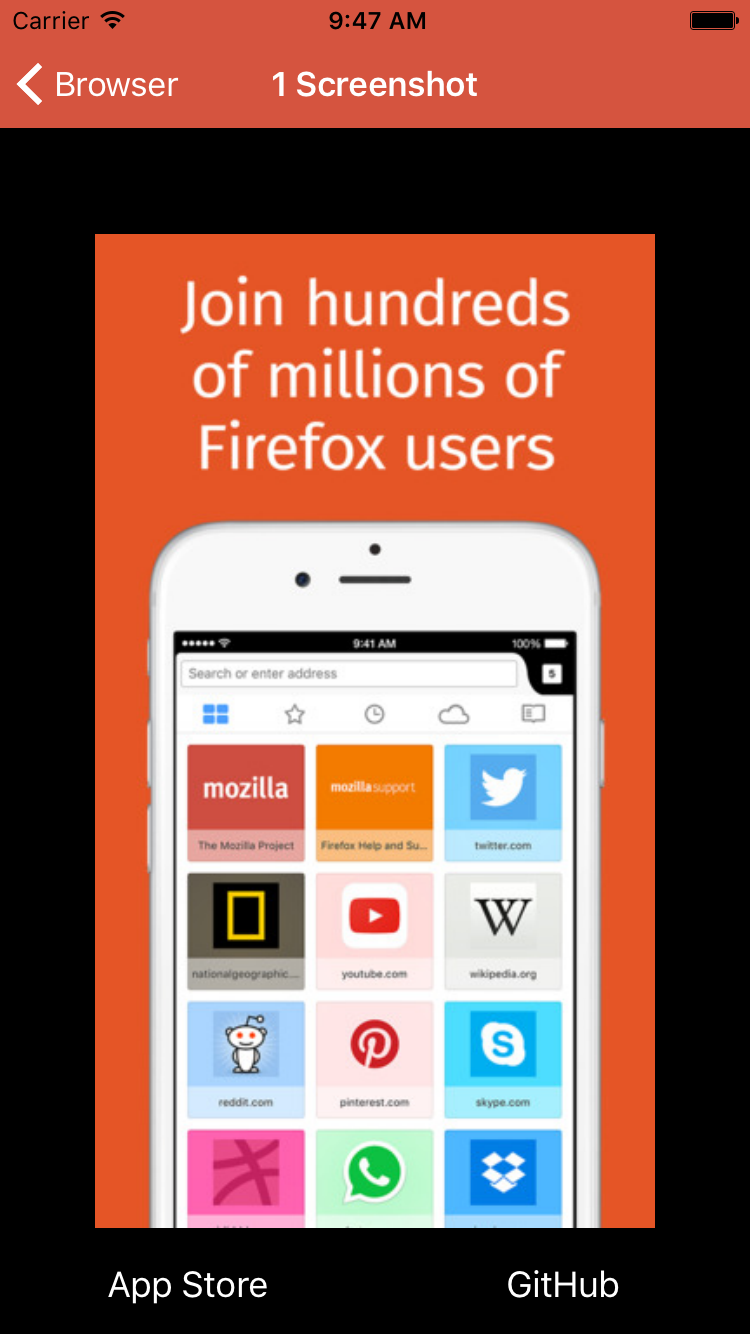 Carrier 9:47 AM
Browser 1 Screenshot
Join hundreds
of millions of
Firefox users
9:41 AM 100%
Search or enter address 5
mozilla mozilla support
The Mozilla Project Firefox Help and Su... twitter.com
W
nationalgeographic.... youtube.com wikipedia.org
S
reddit.com pinterest.com skype.com
App Store GitHub